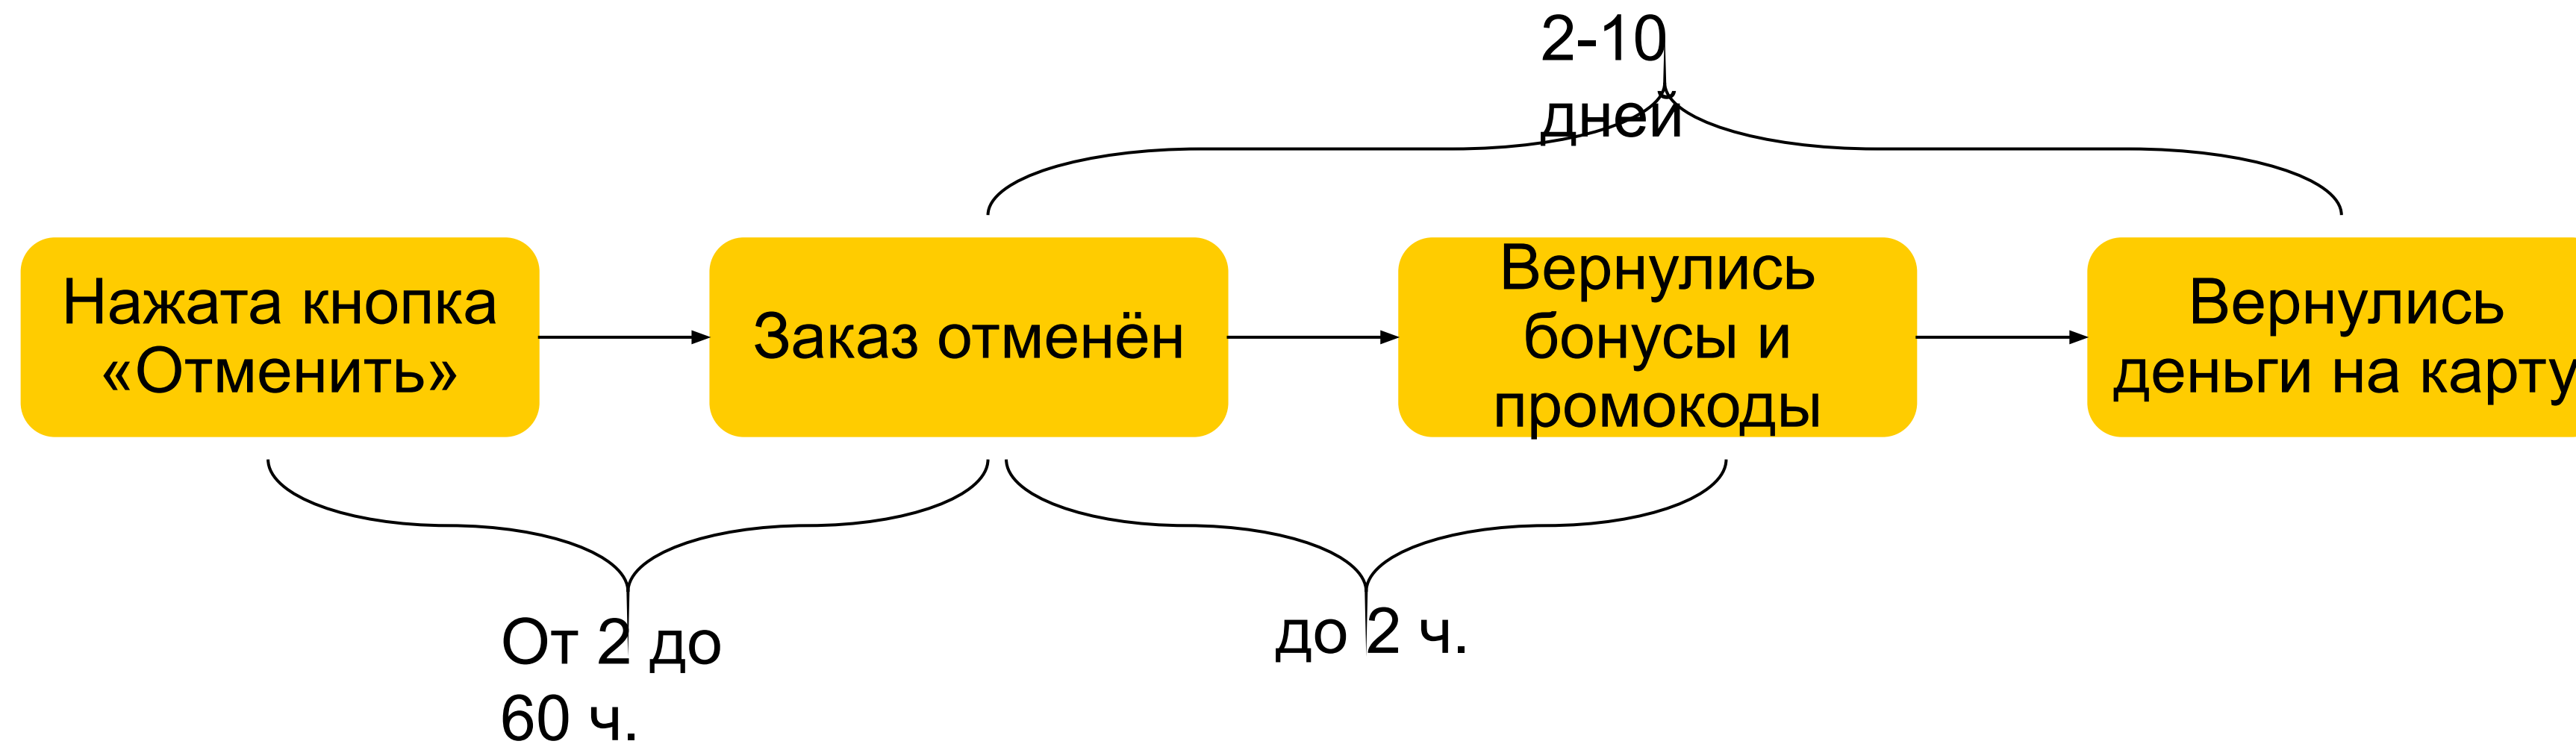 2-10
дней
Нажата кнопка
«Отменить»
Заказ отменён
Вернулись
бонусы и
промокоды
Вернулись
деньги на карту
От 2 до
60 ч.
до 2 ч.